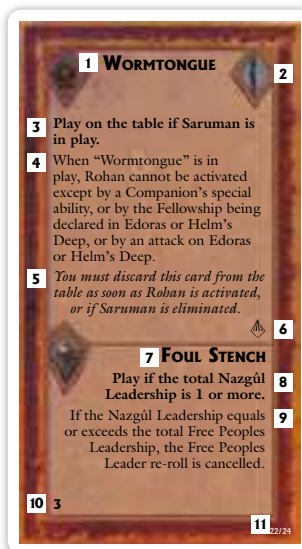 1 WORMTONGUE
2
3 Play on the table if Saruman is
in play.
4 When “Wormtongue” is in
play, Rohan cannot be activated
except by a Companion’s special
ability, or by the Fellowship being
declared in Edoras or Helm’s
Deep, or by an attack on Edoras
or Helm’s Deep.
5 You must discard this card from the
table as soon as Rohan is activated,
or if Saruman is eliminated.
6
7 FOUL STENCH
Play if the total Nazgûl 8
Leadership is 1 or more.
If the Nazgûl Leadership equals 9
or exceeds the total Free Peoples
Leadership, the Free Peoples
Leader re-roll is cancelled.
10 3
11 22/24